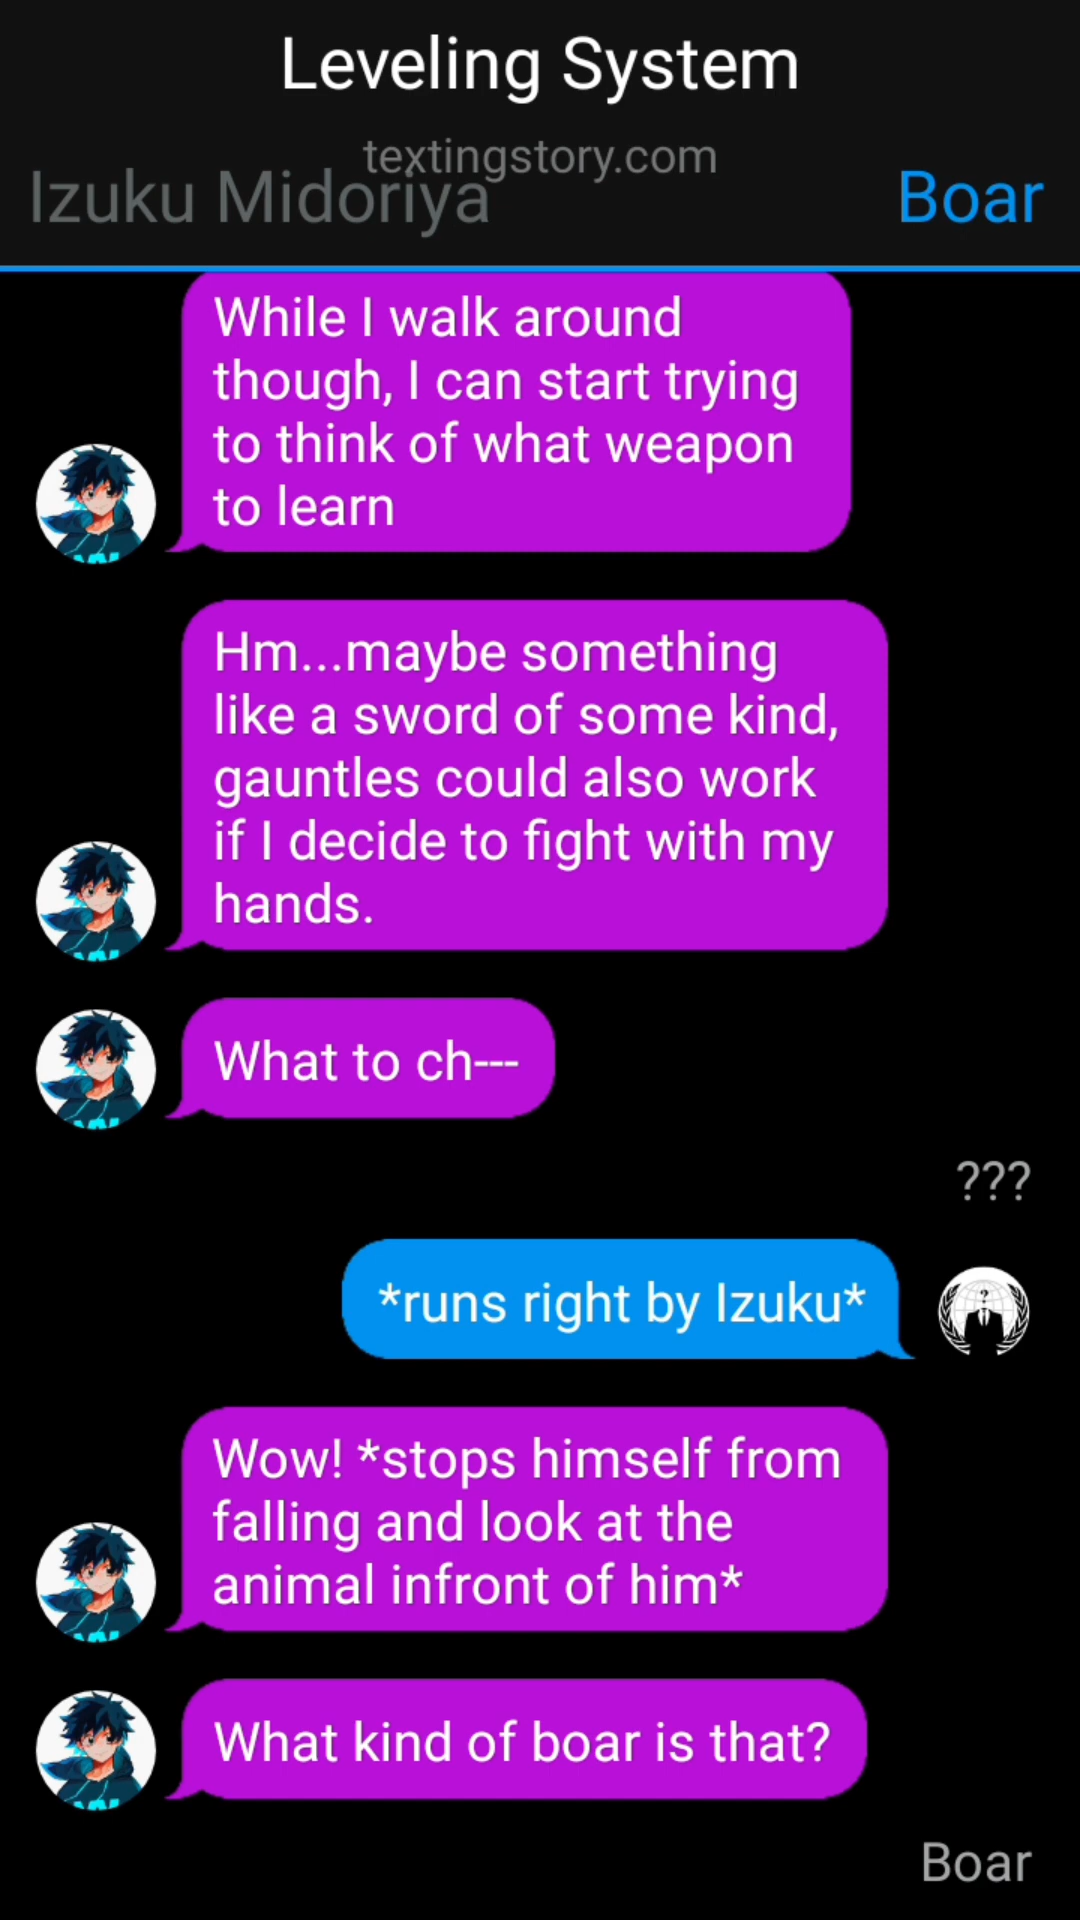 Leveling System
textingstory.com
Izuku Midoriya
Boar
While I walk around
though, I can start trying
to think of what weapon
to learn
Hm...maybe something
like a sword of some kind,
gauntles could also work
if I decide to fight with my
hands.
What to ch---
???
*runs right by Izuku*
Wow! *stops himself from
falling and look at the
animal infront of him*
What kind of boar is that?
Boar